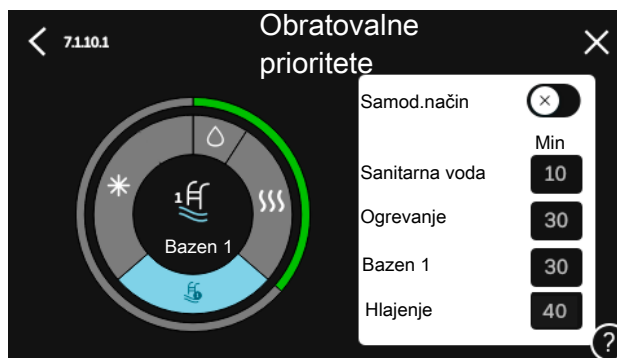 7.1.10.1
Obratovalne
prioritete
Samod.način
Min
Sanitarna voda 10
Ogrevanje 30
Bazen 1 30
Hlajenje 40
1
Bazen 1
1
?